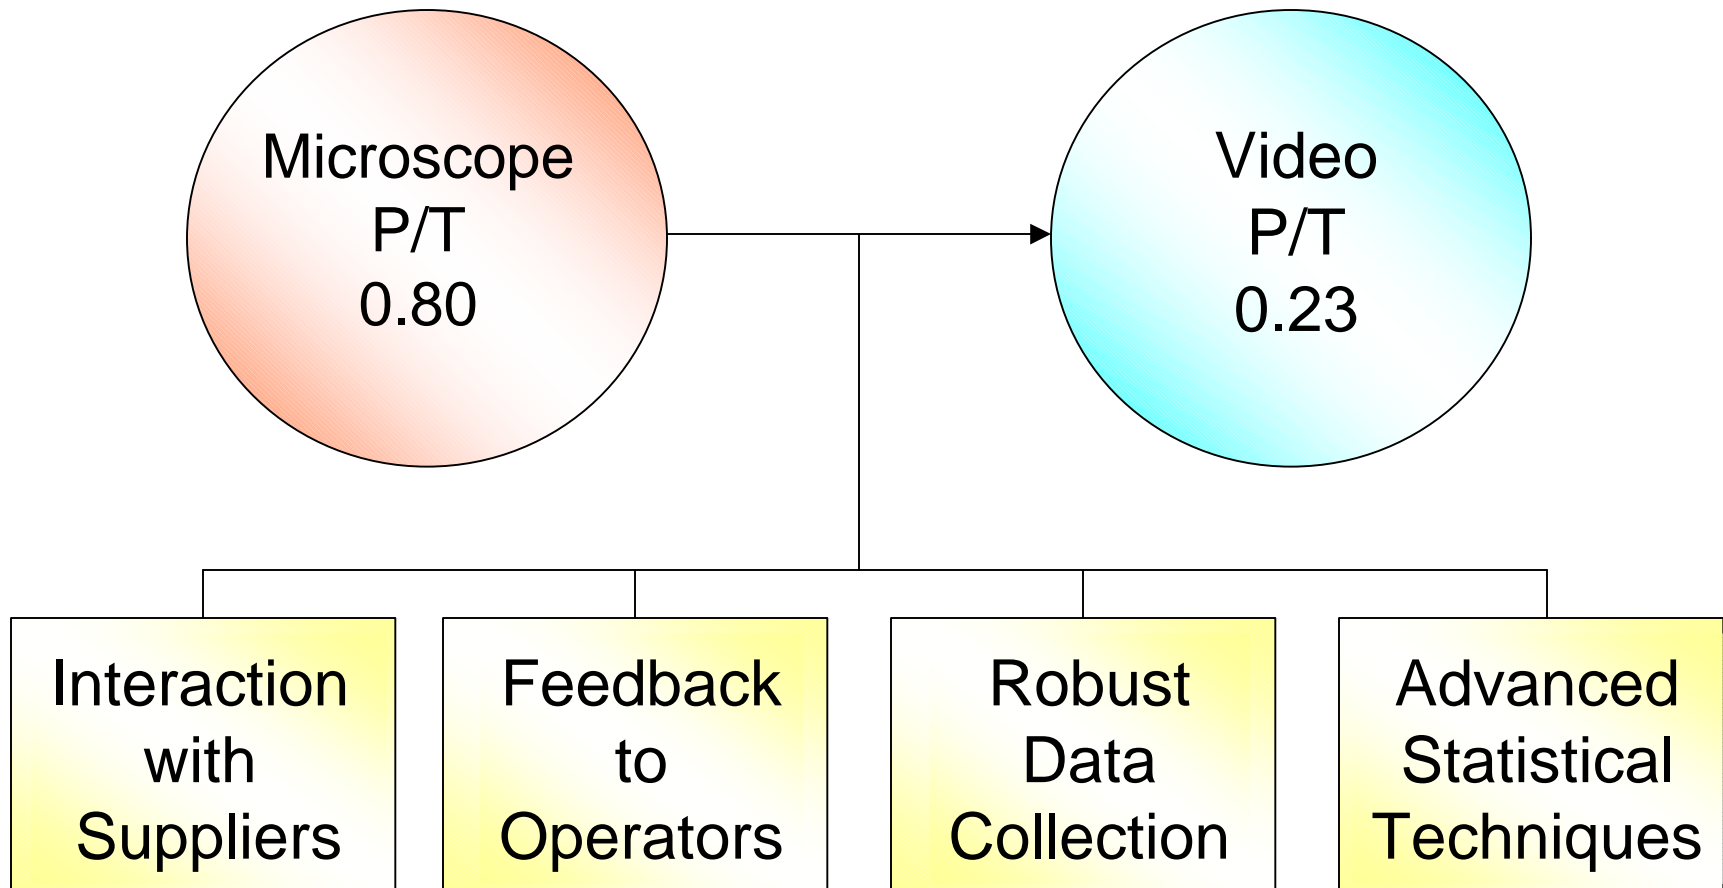 Microscope
P/T
0.80
Video
P/T
0.23
Interaction
with
Suppliers
Feedback
to
Operators
Robust
Data
Collection
Advanced
Statistical
Techniques